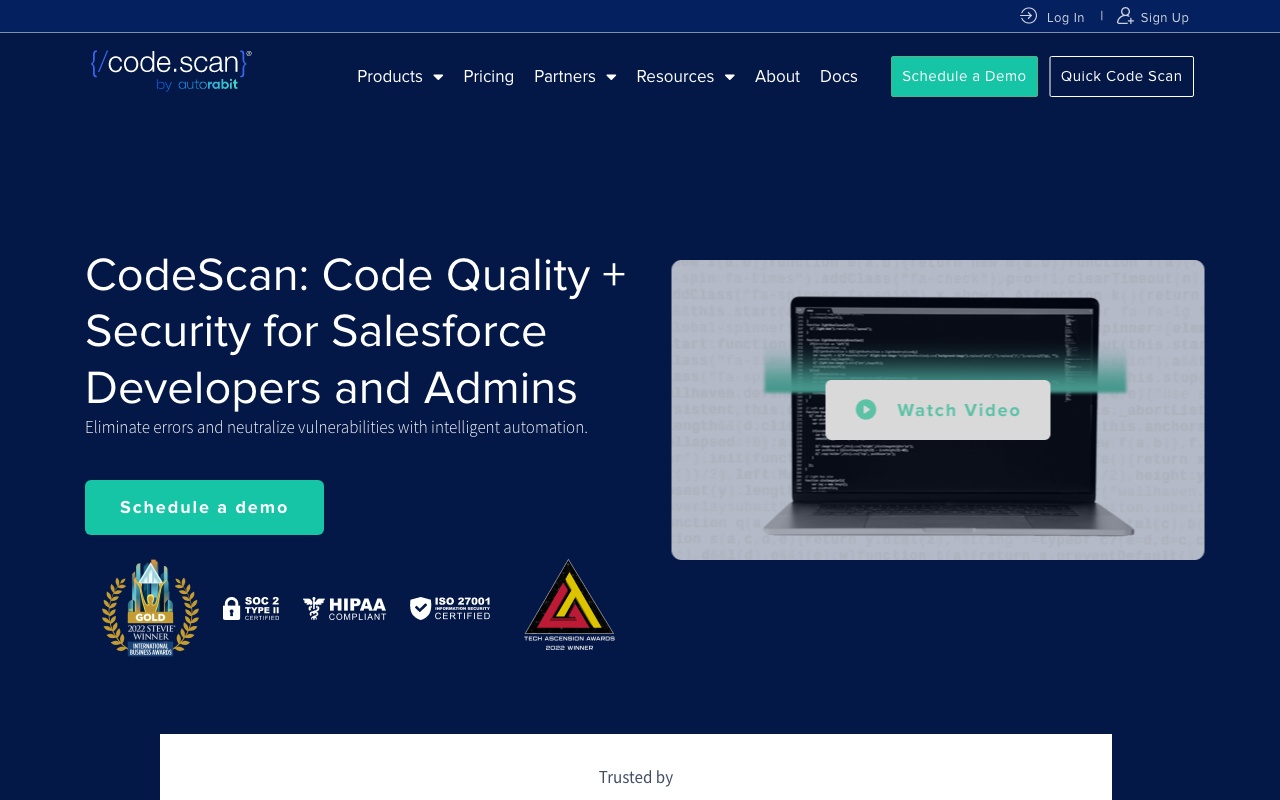 Log In | Sign Up
{/code.scan}®
by autorabit
Products Pricing Partners Resources About Docs Schedule a Demo Quick Code Scan
CodeScan: Code Quality +
Security for Salesforce
Developers and Admins
Eliminate errors and neutralize vulnerabilities with intelligent automation.
Schedule a demo
Watch Video
GOLD
2022 STEVIE
WINNER
INTERNATIONAL
BUSINESS AWARDS
SOC 2
TYPE II
CERTIFIED
HIPAA
COMPLIANT
ISO 27001
INFORMATION SECURITY
CERTIFIED
TECH ASCENSION AWARDS
2022 WINNER
Trusted by